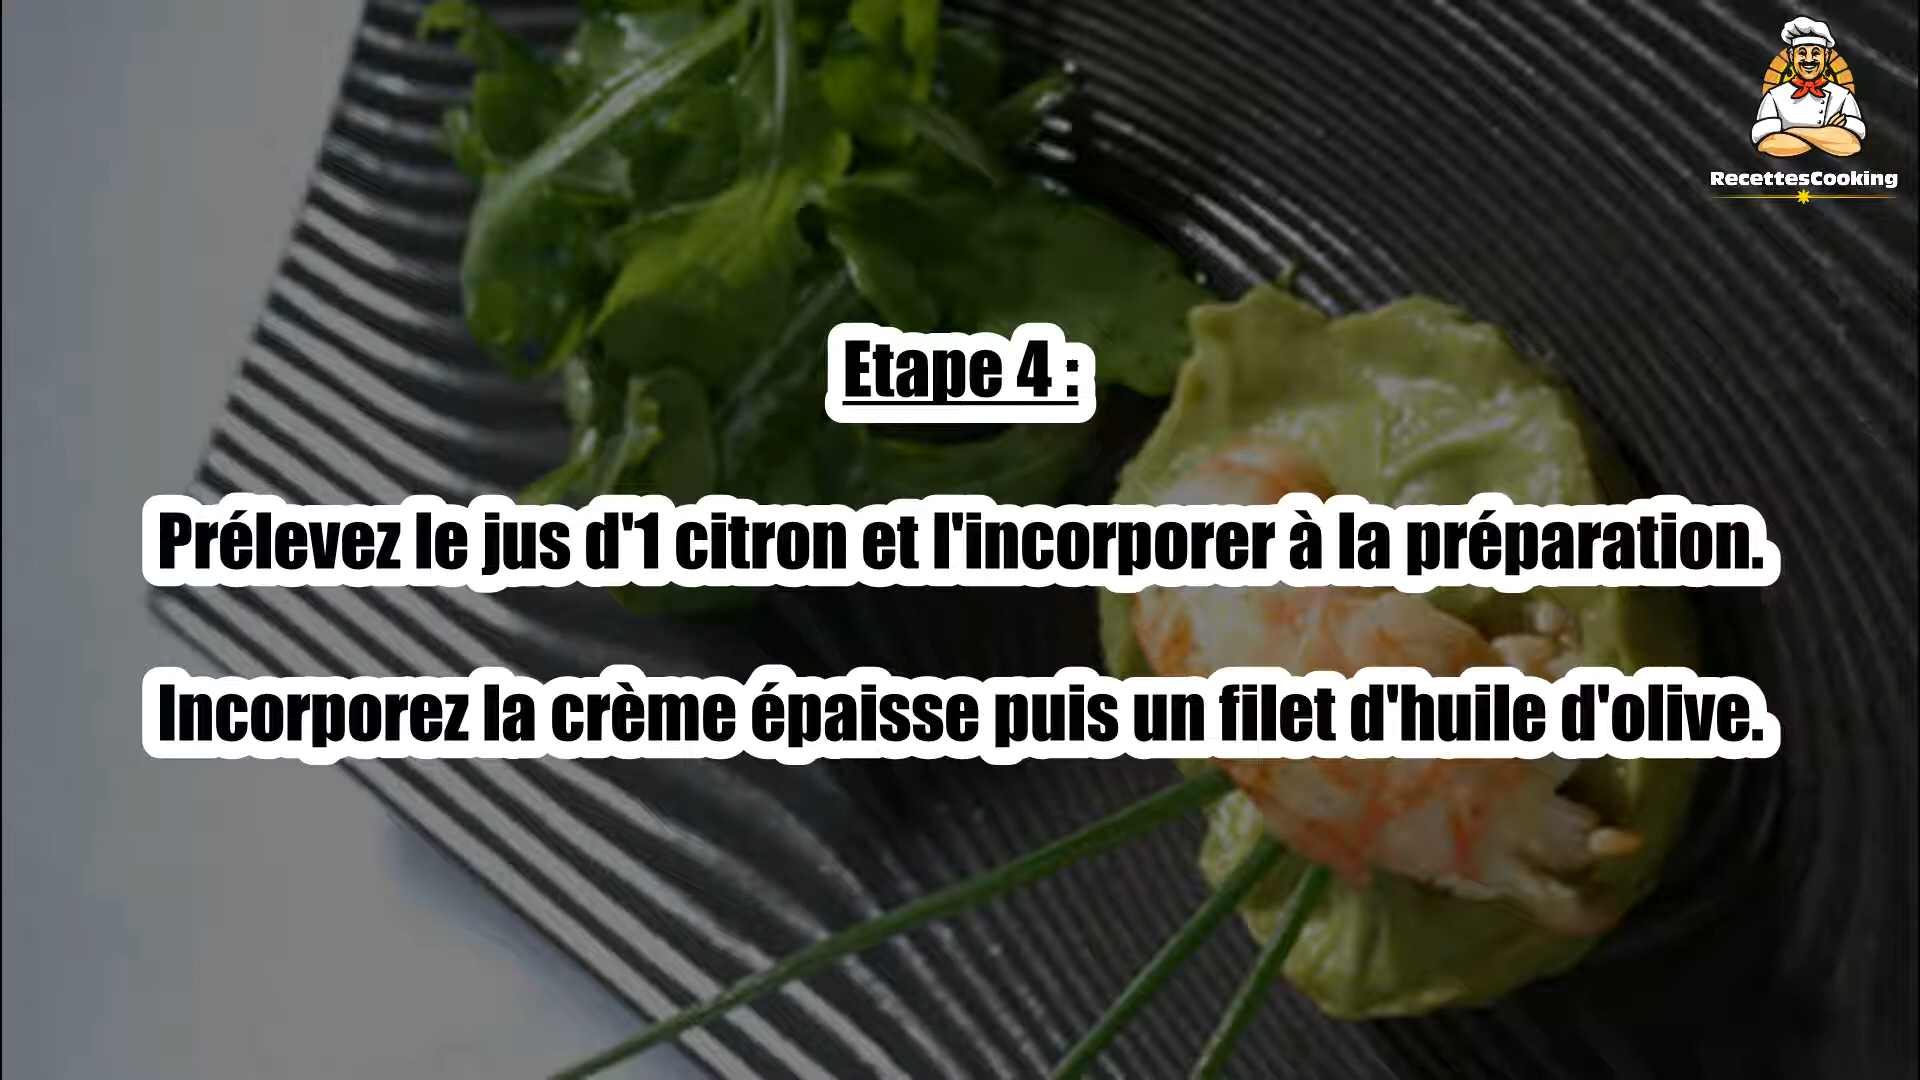 RecettesCooking
Etape 4 :
Prélevez le jus d'1 citron et l'incorporer à la préparation.
Incorporez la crème épaisse puis un filet d'huile d'olive.